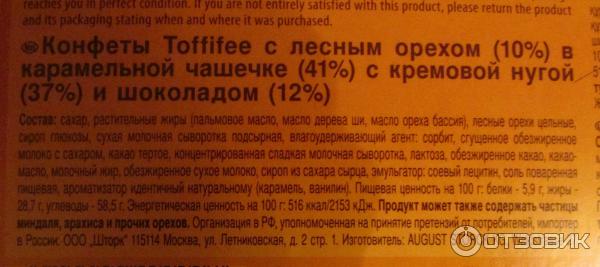 reaches you in perfect condition. If you are not entirely satisfied with this product, please return the product
and its packaging stating when and where it was purchased.
Конфеты Toffifee с лесным орехом (10%) в
карамельной чашечке (41%) с кремовой нугой
(37%) и шоколадом (12%)
Состав: сахар, растительные жиры (пальмовое масло, масло дерева ши, масло ореха бассия), лесные орехи цельные,
сироп глюкозы, сухая молочная сыворотка подсырная, влагоудерживающий агент: сорбит, сгущенное обезжиренное
молоко с сахаром, какао тертое, концентрированная сладкая молочная сыворотка, лактоза, обезжиренное какао, какао-
масло, молочный жир, обезжиренное сухое молоко, сироп из сахара сырца, эмульгатор: соевый лецитин, соль поваренная
пищевая, ароматизатор идентичный натуральному (карамель, ванилин). Пищевая ценность на 100 г: белки - 5,9 г, жиры -
28,7 г, углеводы - 58,5 г. Энергетическая ценность на 100 г: 516 ккал/2153 кДж. Продукт может также содержать частицы
миндаля, арахиса и прочих орехов. Организация в РФ, уполномоченная на принятие претензий от потребителей, импортер
в России: ООО „Шторк" 115114 Москва, ул. Летниковская, д. 2 стр. 1. Изготовитель: AUGUST
ОТЗОВИК